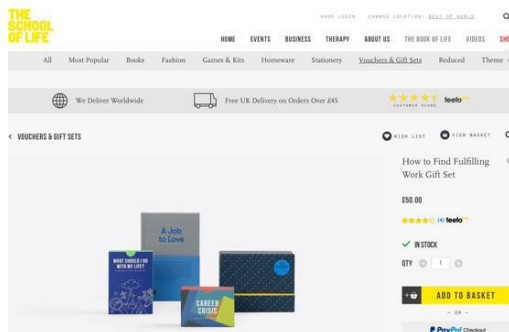 THE
SCHOOL
OF LIFE
SHOP LOGIN CHANGE LOCATION: REST OF WORLD
HOME EVENTS BUSINESS THERAPY ABOUT US THE BOOK OF LIFE VIDEOS
All Most Popular Books Fashion Games & Kits Homeware Stationery Vouchers & Gift Sets Reduced Theme
We Deliver Worldwide Free UK Delivery on Orders Over £45 CUSTOMER SCORE feefo
< VOUCHERS & GIFT SETS WISH LIST VIEW BASKET
How to Find Fulfilling
Work Gift Set
£50.00
(4) feefo
IN STOCK
QTY 1
ADD TO BASKET
- OR -
PayPal Checkout
A Job
to Love
WHAT SHOULD I DO
WITH MY LIFE?
CAREER
CRISIS